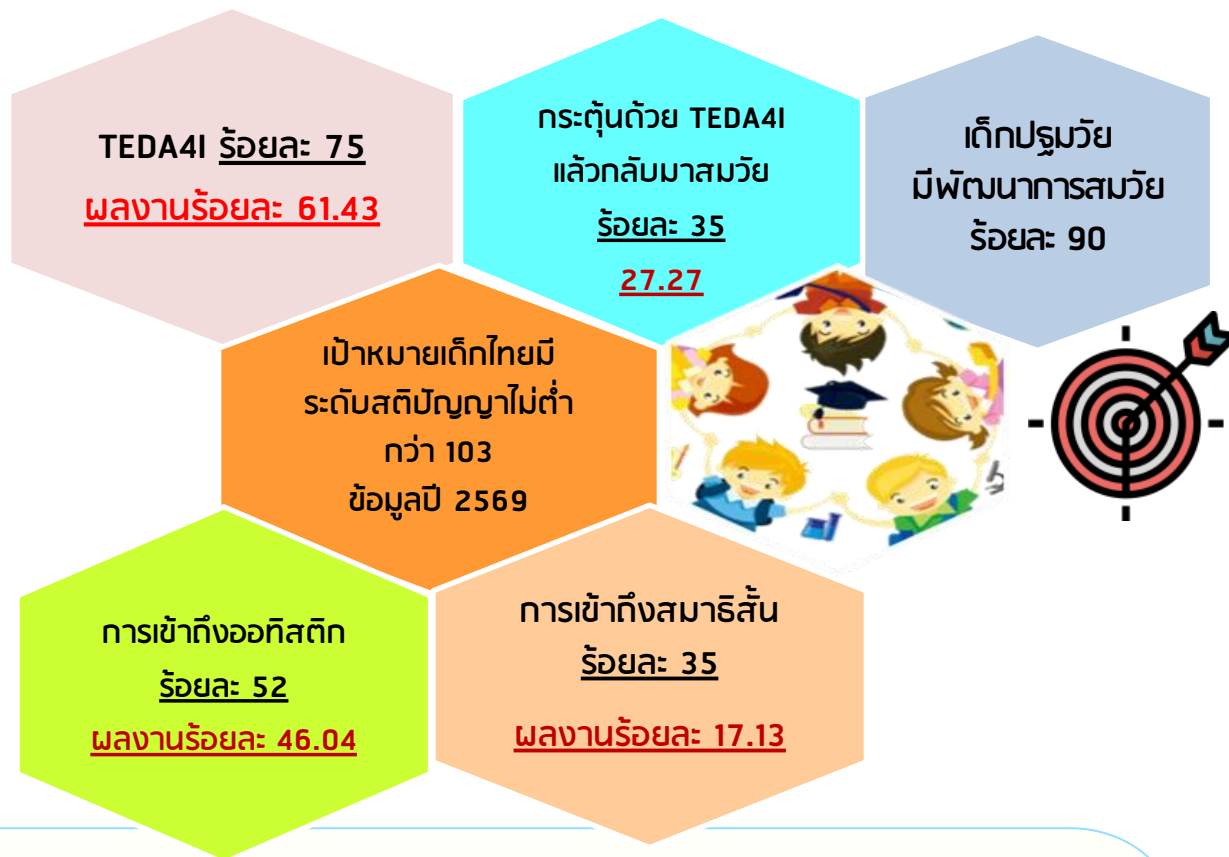 TEDA4I ร้อยละ 75
ผลงานร้อยละ 61.43
กระตุ้นด้วย TEDA4I
แล้วกลับมาสมวัย
ร้อยละ 35
27.27
เด็กปฐมวัย
มีพัฒนาการสมวัย
ร้อยละ 90
เป้าหมายเด็กไทยมี
ระดับสติปัญญาไม่ต่ำ
กว่า 103
ข้อมูลปี 2569
การเข้าถึงออทิสติก
ร้อยละ 52
ผลงานร้อยละ 46.04
การเข้าถึงสมาธิสั้น
ร้อยละ 35
ผลงานร้อยละ 17.13